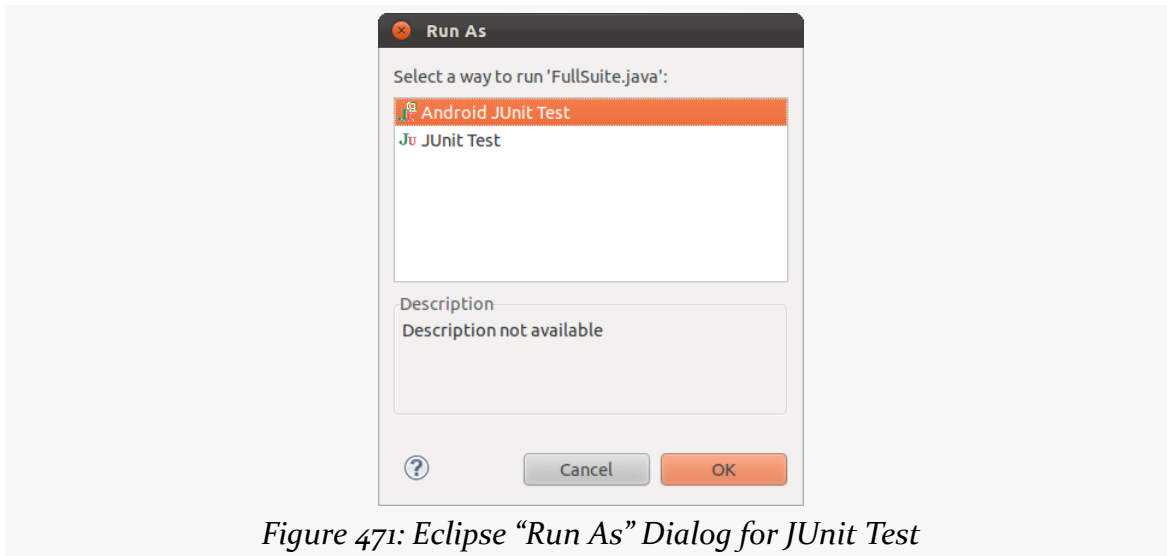 Run As
Select a way to run 'FullSuite.java':
Android JUnit Test
Ju JUnit Test
Description
Description not available
Cancel
OK
Figure 471: Eclipse “Run As” Dialog for JUnit Test